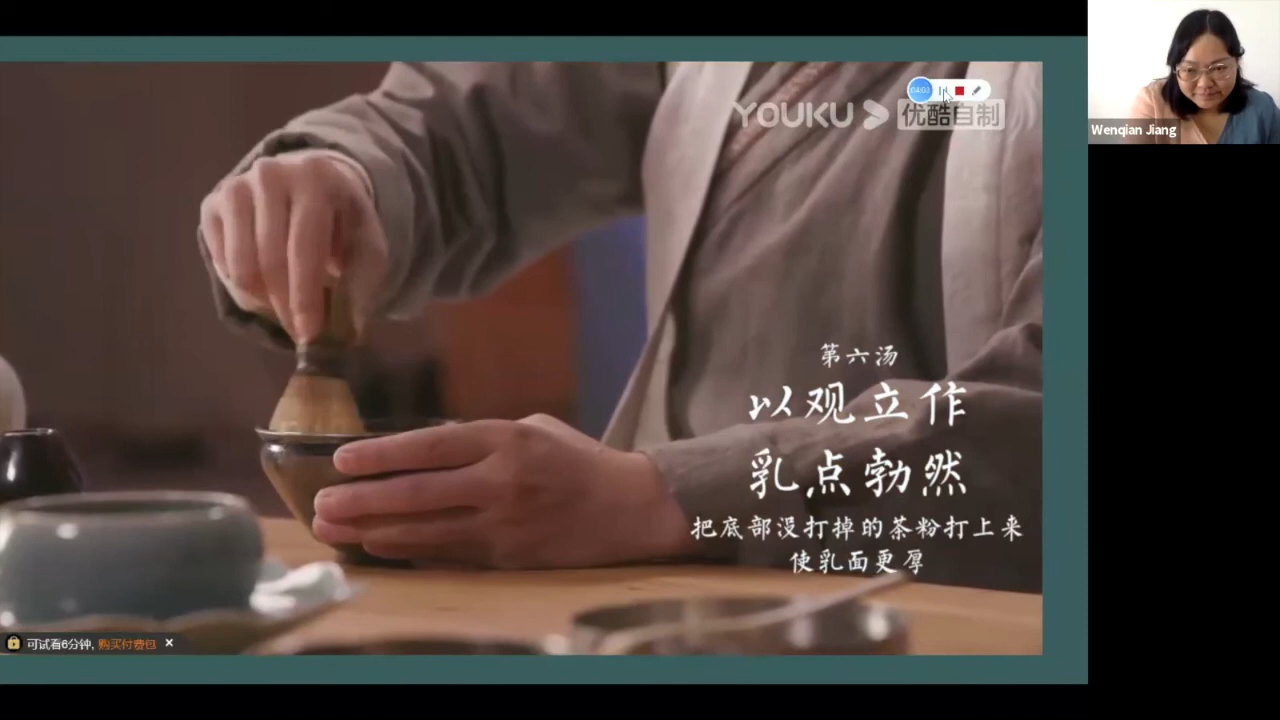 YOUKU 优酷自制
04:03
Wenqian Jiang
第六汤
以观立作
乳点勃然
把底部没打掉的茶粉打上来
使乳面更厚
可试看6分钟, 购买付费包 ×